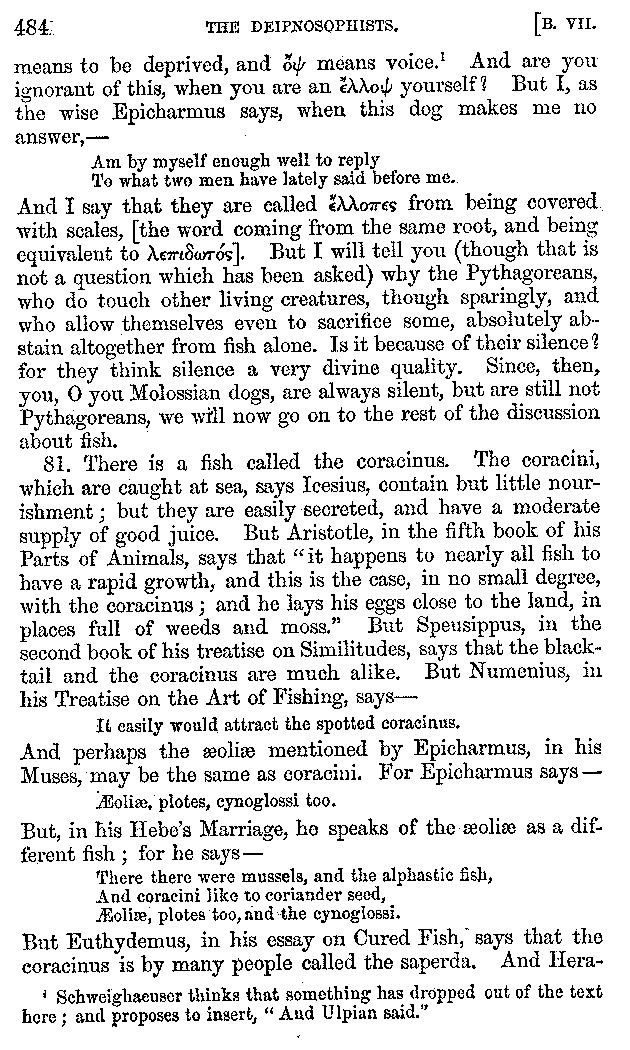 484 THE DEIPNOSOPHISTS. [B. VII.
means to be deprived, and ὄψ means voice.¹ And are you
ignorant of this, when you are an ἔλλοψ yourself? But I, as
the wise Epicharmus says, when this dog makes me no
answer,—
Am by myself enough well to reply
To what two men have lately said before me.
And I say that they are called ἔλλοπες from being covered
with scales, [the word coming from the same root, and being
equivalent to λεπιδωτός]. But I will tell you (though that is
not a question which has been asked) why the Pythagoreans,
who do touch other living creatures, though sparingly, and
who allow themselves even to sacrifice some, absolutely ab-
stain altogether from fish alone. Is it because of their silence?
for they think silence a very divine quality. Since, then,
you, O you Molossian dogs, are always silent, but are still not
Pythagoreans, we will now go on to the rest of the discussion
about fish.
81. There is a fish called the coracinus. The coracini,
which are caught at sea, says Icesius, contain but little nour-
ishment; but they are easily secreted, and have a moderate
supply of good juice. But Aristotle, in the fifth book of his
Parts of Animals, says that "it happens to nearly all fish to
have a rapid growth, and this is the case, in no small degree,
with the coracinus; and he lays his eggs close to the land, in
places full of weeds and moss." But Speusippus, in the
second book of his treatise on Similitudes, says that the black-
tail and the coracinus are much alike. But Numenius, in
his Treatise on the Art of Fishing, says—
It easily would attract the spotted coracinus.
And perhaps the æoliæ mentioned by Epicharmus, in his
Muses, may be the same as coracini. For Epicharmus says—
Æoliæ, plotes, cynoglossi too.
But, in his Hebe's Marriage, he speaks of the æoliæ as a dif-
ferent fish; for he says—
There there were mussels, and the alphastic fish,
And coracini like to coriander seed,
Æoliæ, plotes too, and the cynoglossi.
But Euthydemus, in his essay on Cured Fish, says that the
coracinus is by many people called the saperda. And Hera-
¹ Schweighaeuser thinks that something has dropped out of the text
here; and proposes to insert, "And Ulpian said."